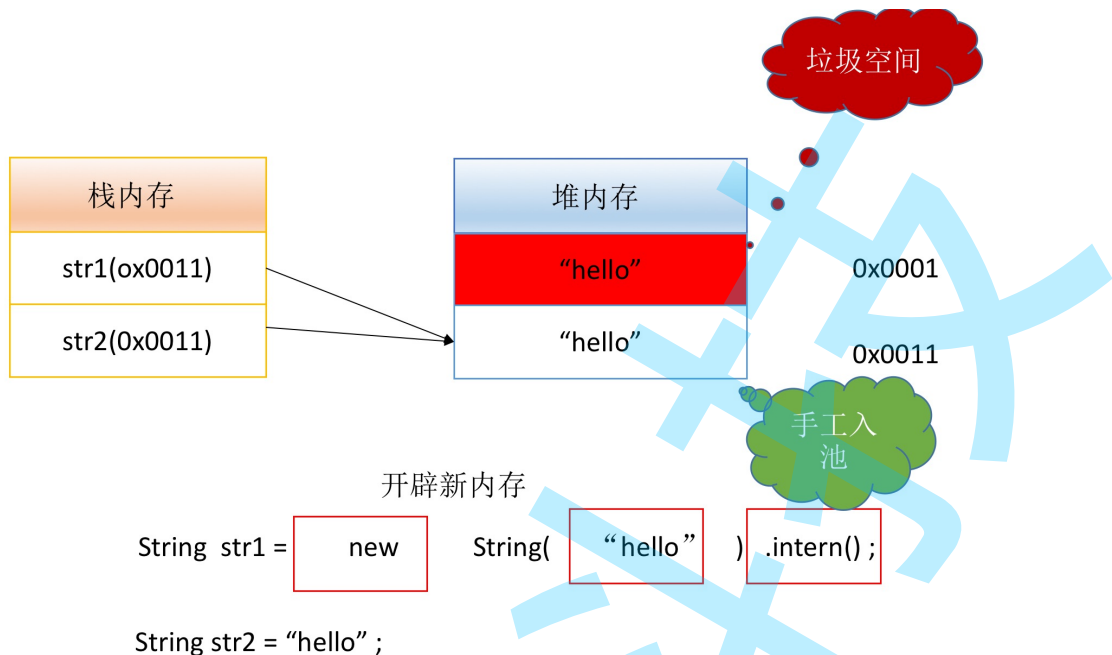 垃圾空间
栈内存
堆内存
str1(ox0011)
“hello”
0x0001
str2(0x0011)
“hello”
0x0011
手工入
池
开辟新内存
String str1 = new String( “hello” ) .intern() ;
String str2 = “hello” ;